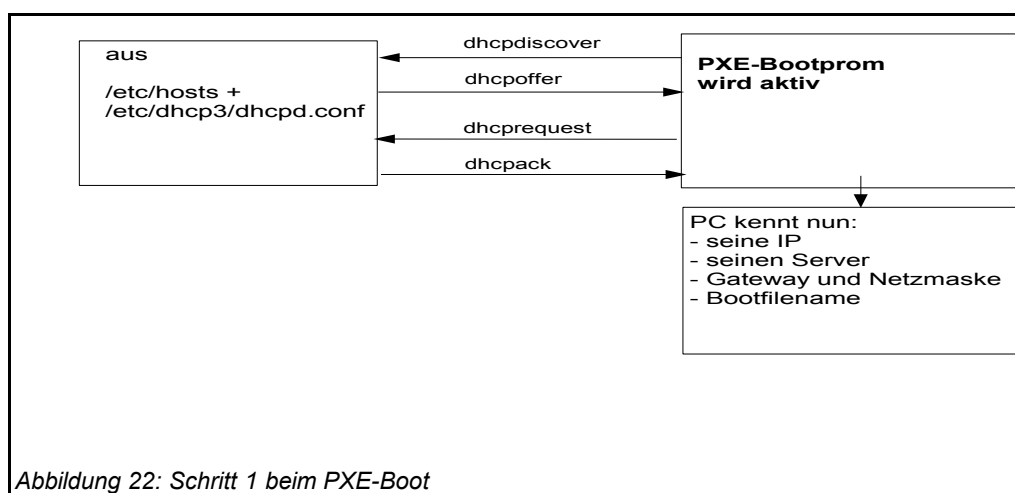 aus
/etc/hosts +
/etc/dhcp3/dhcpd.conf
dhcpdiscover
dhcpoffer
dhcprequest
dhcpack
PXE-Bootprom
wird aktiv
PC kennt nun:
- seine IP
- seinen Server
- Gateway und Netzmaske
- Bootfilename
Abbildung 22: Schritt 1 beim PXE-Boot